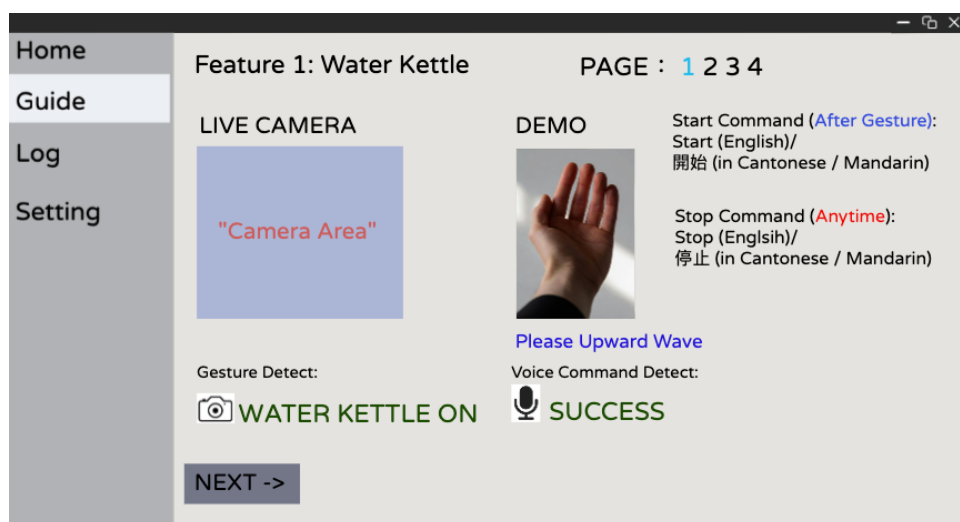 Home
Guide
Log
Setting
Feature 1: Water Kettle
PAGE : 1 2 3 4
LIVE CAMERA
"Camera Area"
DEMO
Start Command (After Gesture):
Start (English)/
開始 (in Cantonese / Mandarin)
Stop Command (Anytime):
Stop (Englsih)/
停止 (in Cantonese / Mandarin)
Please Upward Wave
Gesture Detect:
WATER KETTLE ON
Voice Command Detect:
SUCCESS
NEXT ->